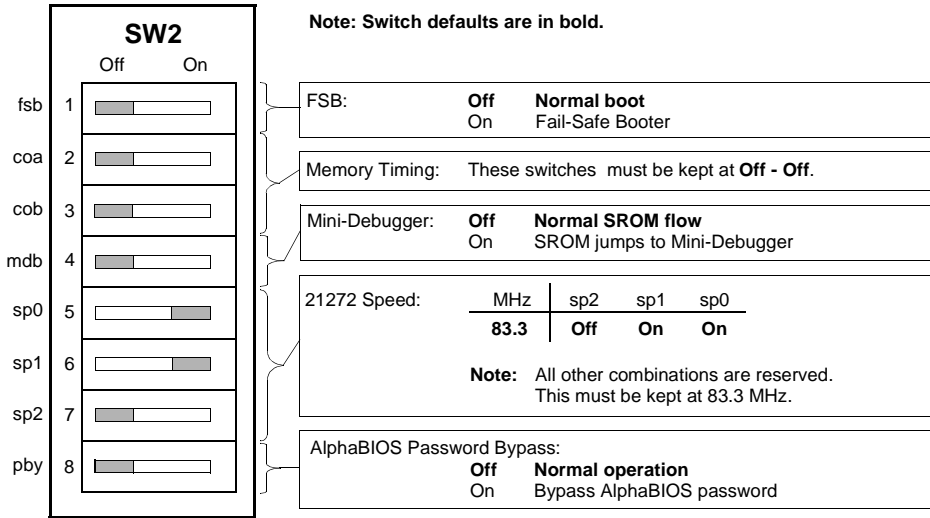 Note: Switch defaults are in bold.
SW2
Off On
fsb 1
coa 2
cob 3
mdb 4
sp0 5
sp1 6
sp2 7
pby 8
FSB: Off Normal boot
On Fail-Safe Booter
Memory Timing: These switches must be kept at Off - Off.
Mini-Debugger: Off Normal SROM flow
On SROM jumps to Mini-Debugger
21272 Speed: MHz sp2 sp1 sp0
83.3 Off On On
Note: All other combinations are reserved.
This must be kept at 83.3 MHz.
AlphaBIOS Password Bypass:
Off Normal operation
On Bypass AlphaBIOS password